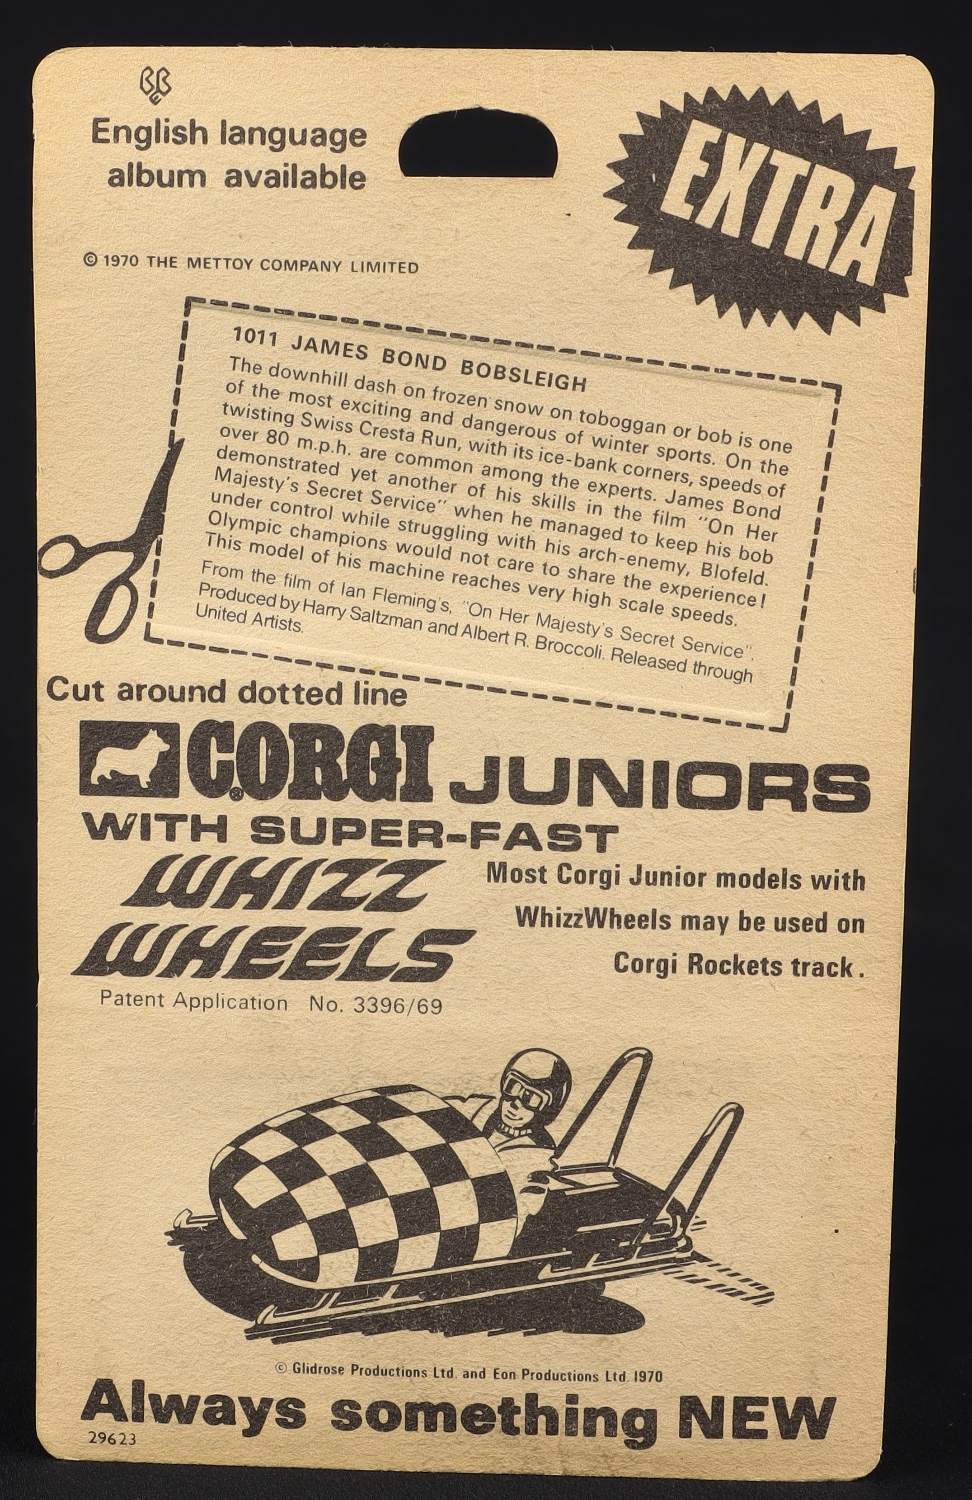 BB
English language
album available
EXTRA
© 1970 THE METTOY COMPANY LIMITED
1011 JAMES BOND BOBSLEIGH
The downhill dash on frozen snow on toboggan or bob is one
of the most exciting and dangerous of winter sports. On the
twisting Swiss Cresta Run, with its ice-bank corners, speeds of
over 80 m.p.h. are common among the experts. James Bond
demonstrated yet another of his skills in the film "On Her
Majesty's Secret Service" when he managed to keep his bob
under control while struggling with his arch-enemy, Blofeld.
Olympic champions would not care to share the experience!
This model of his machine reaches very high scale speeds.
From the film of Ian Fleming's, "On Her Majesty's Secret Service".
Produced by Harry Saltzman and Albert R. Broccoli. Released through
United Artists.
Cut around dotted line
CORGI® JUNIORS
WITH SUPER-FAST
WHIZZ
WHEELS
Most Corgi Junior models with
WhizzWheels may be used on
Corgi Rockets track.
Patent Application No. 3396/69
© Glidrose Productions Ltd. and Eon Productions Ltd. 1970
Always something NEW
29623